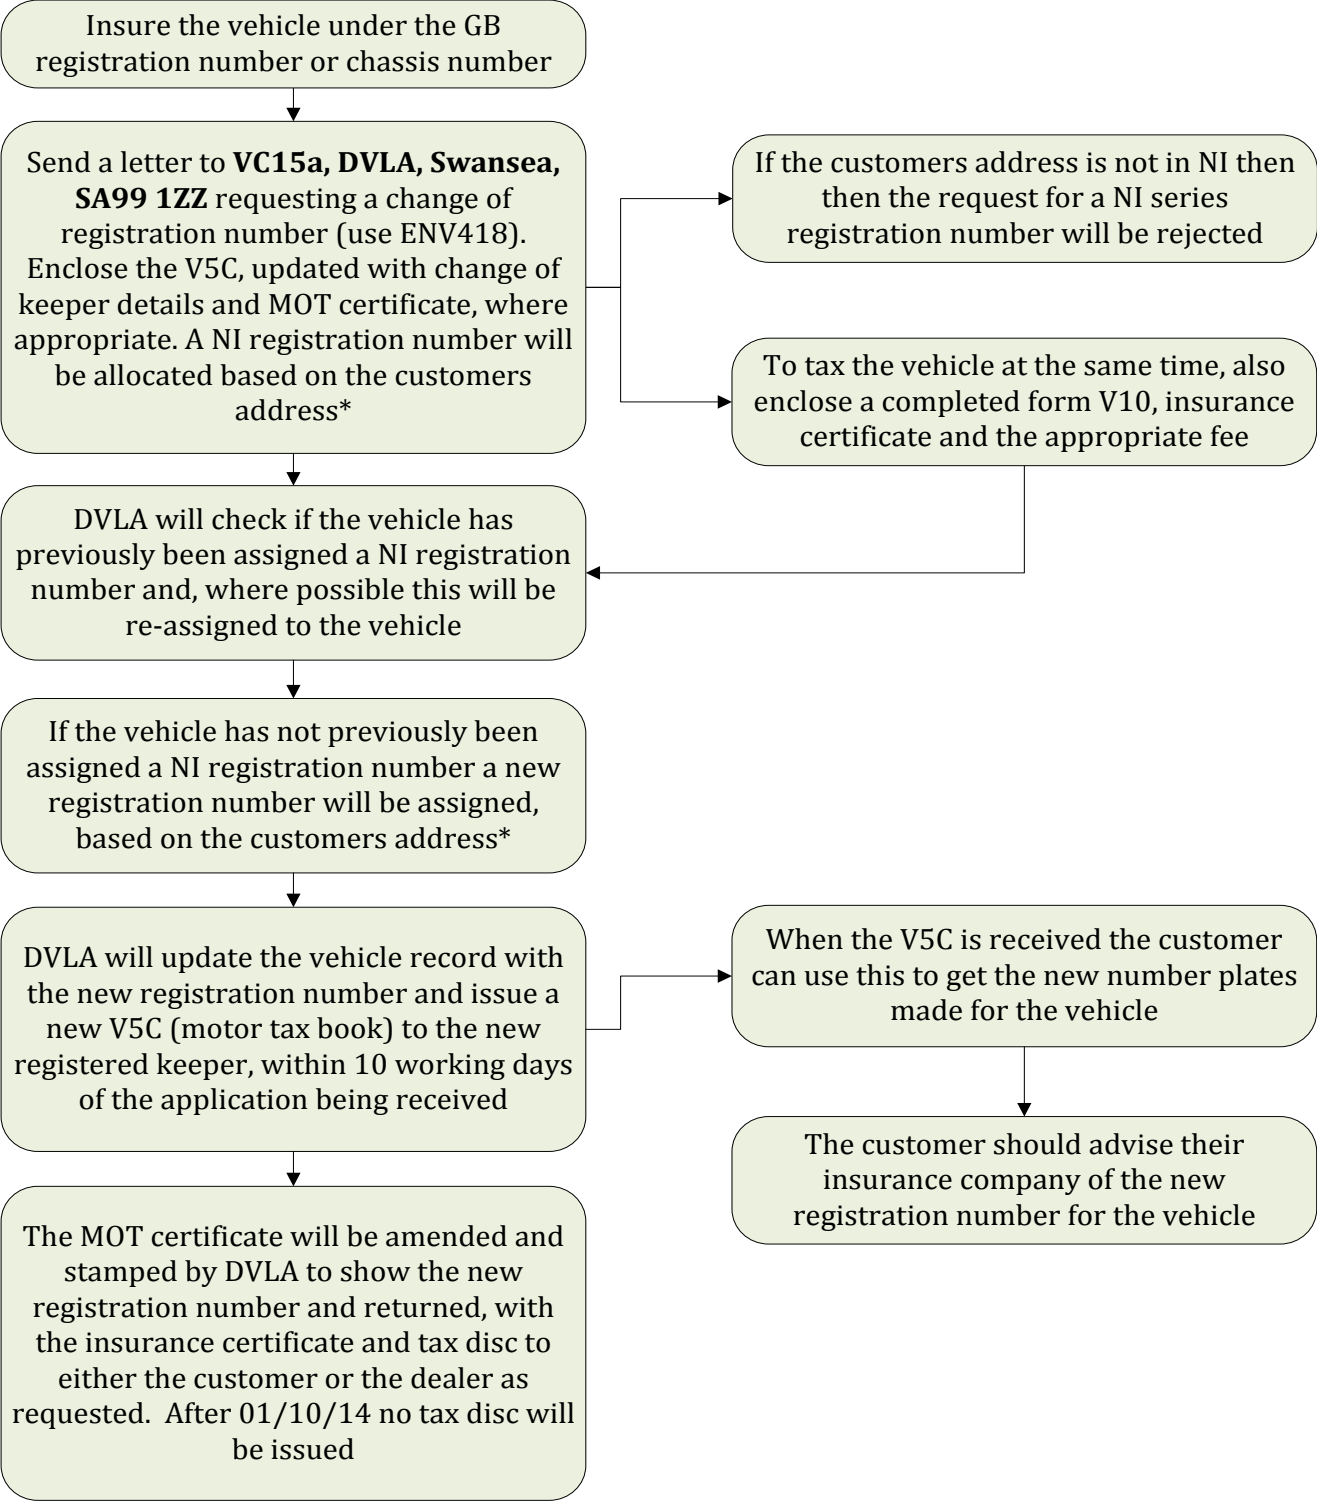 Insure the vehicle under the GB
registration number or chassis number
Send a letter to VC15a, DVLA, Swansea,
SA99 1ZZ requesting a change of
registration number (use ENV418).
Enclose the V5C, updated with change of
keeper details and MOT certificate, where
appropriate. A NI registration number will
be allocated based on the customers
address*
If the customers address is not in NI then
then the request for a NI series
registration number will be rejected
To tax the vehicle at the same time, also
enclose a completed form V10, insurance
certificate and the appropriate fee
DVLA will check if the vehicle has
previously been assigned a NI registration
number and, where possible this will be
re-assigned to the vehicle
If the vehicle has not previously been
assigned a NI registration number a new
registration number will be assigned,
based on the customers address*
DVLA will update the vehicle record with
the new registration number and issue a
new V5C (motor tax book) to the new
registered keeper, within 10 working days
of the application being received
When the V5C is received the customer
can use this to get the new number plates
made for the vehicle
The customer should advise their
insurance company of the new
registration number for the vehicle
The MOT certificate will be amended and
stamped by DVLA to show the new
registration number and returned, with
the insurance certificate and tax disc to
either the customer or the dealer as
requested.  After 01/10/14 no tax disc will
be issued